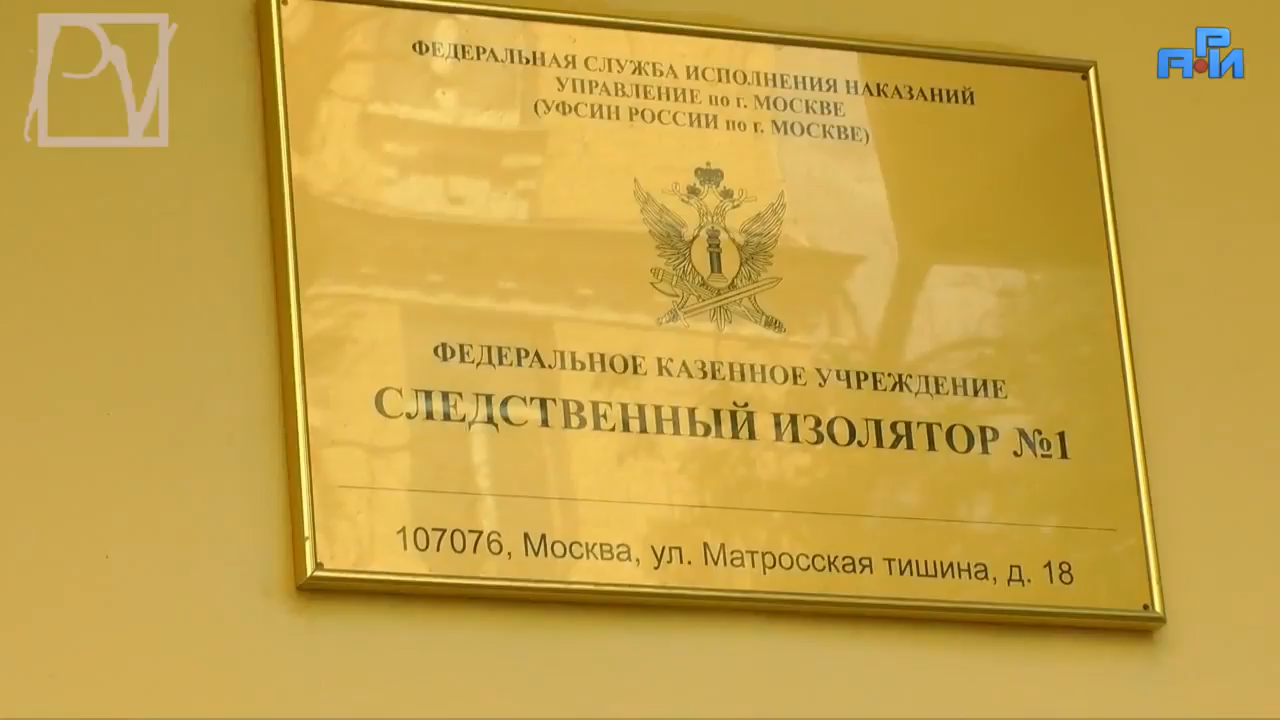 ФЕДЕРАЛЬНАЯ СЛУЖБА ИСПОЛНЕНИЯ НАКАЗАНИЙ
УПРАВЛЕНИЕ по г. МОСКВЕ
(УФСИН РОССИИ по г. МОСКВЕ)
ФЕДЕРАЛЬНОЕ КАЗЕННОЕ УЧРЕЖДЕНИЕ
СЛЕДСТВЕННЫЙ ИЗОЛЯТОР №1
107076, Москва, ул. Матросская тишина, д. 18
АРИ